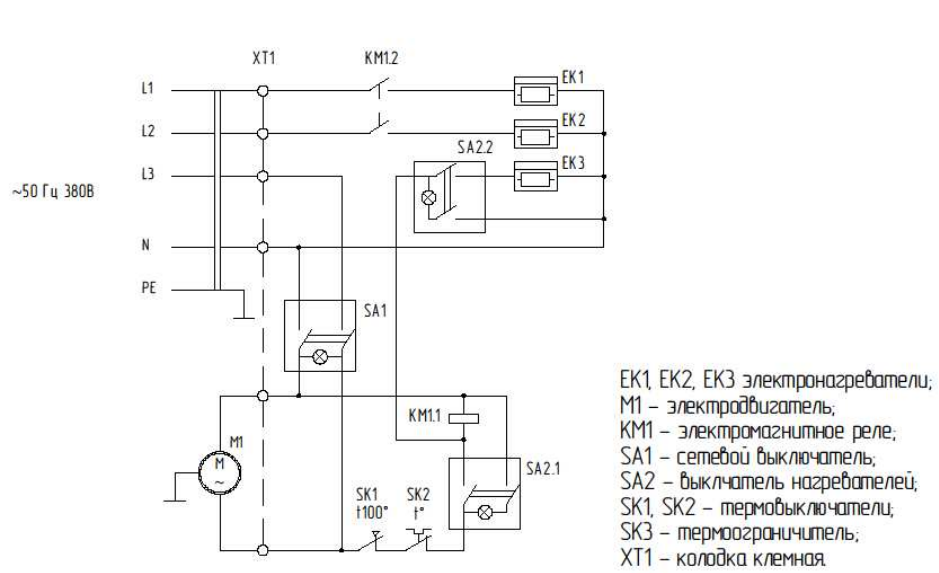 XT1
KM1.2
L1
EK1
L2
EK2
SA2.2
L3
EK3
~50 Гц 380В
N
PE
SA1
KM1.1
M1
M
~
SA2.1
SK1
t100°
SK2
t°
EK1, EK2, EK3 электронагреватели;
M1 – электродвигатель;
KM1 – электромагнитное реле;
SA1 – сетевой выключатель;
SA2 – выклчатель нагревателей;
SK1, SK2 – термовыключатели;
SK3 – термоограничитель;
XT1 – колодка клемная